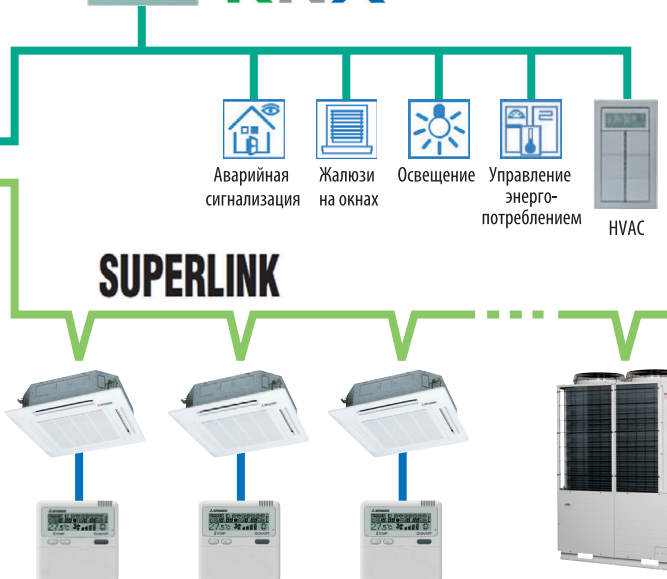 Аварийная
сигнализация
Жалюзи
на окнах
Освещение
Управление
энерго-
потреблением
HVAC
SUPERLINK